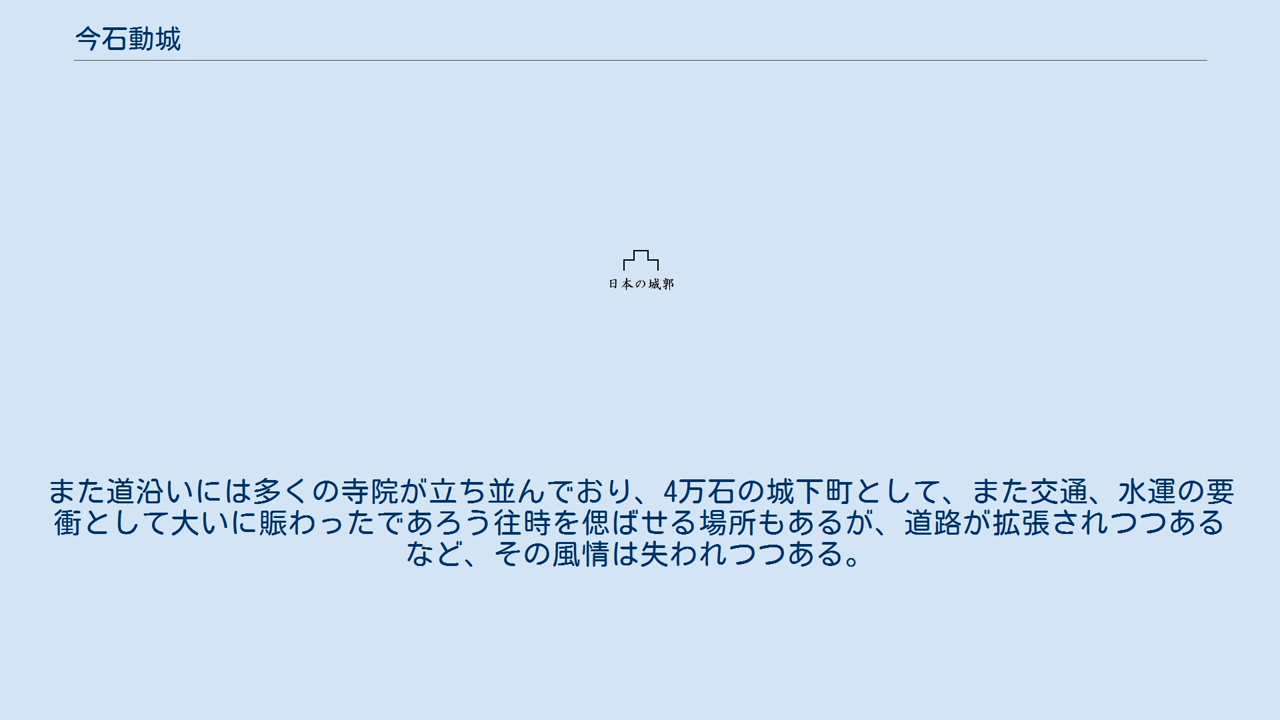 今石動城
日本の城郭
また道沿いには多くの寺院が立ち並んでおり、4万石の城下町として、また交通、水運の要
衝として大いに賑わったであろう往時を偲ばせる場所もあるが、道路が拡張されつつある
など、その風情は失われつつある。